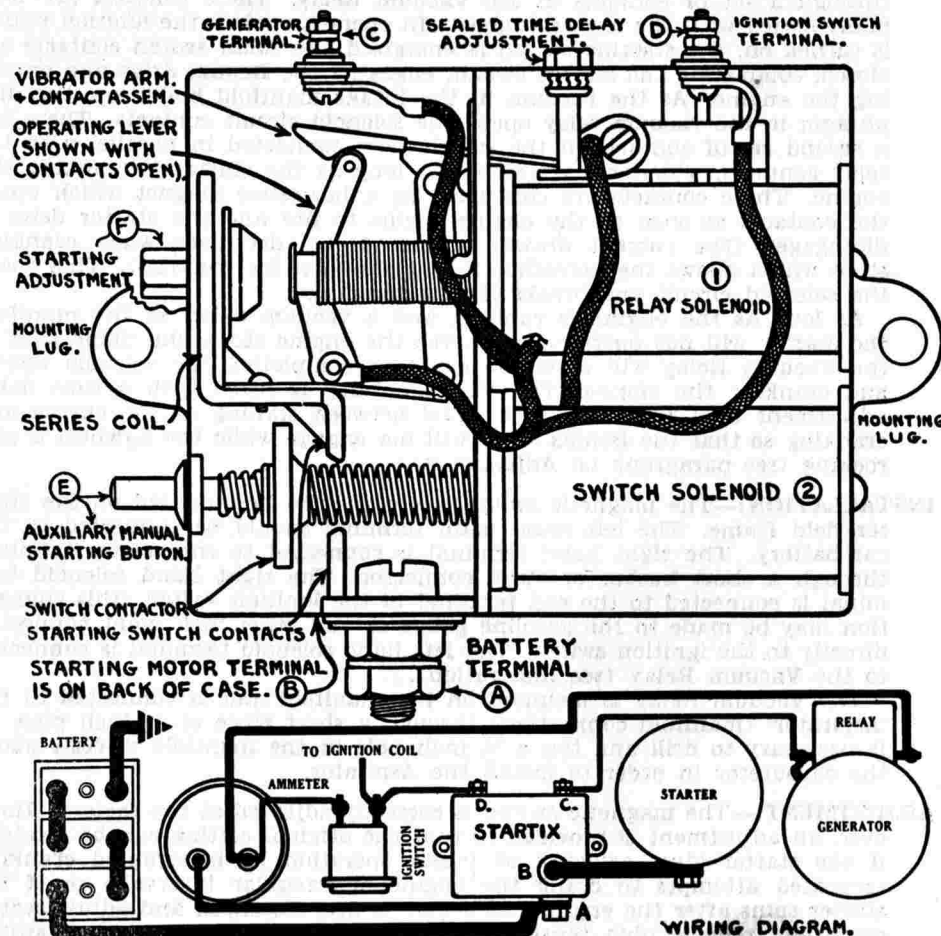 GENERATOR
TERMINAL
C
SEALED TIME DELAY
ADJUSTMENT.
D
IGNITION SWITCH
TERMINAL
VIBRATOR ARM.
+ CONTACT ASSEM.
OPERATING LEVER
(SHOWN WITH
CONTACTS OPEN)
F
STARTING
ADJUSTMENT
MOUNTING
LUG.
1
RELAY SOLENOID
SERIES COIL
MOUNTING
LUG.
E
SWITCH SOLENOID 2
AUXILIARY MANUAL
STARTING BUTTON.
SWITCH CONTACTOR
STARTING SWITCH CONTACTS
STARTING MOTOR TERMINAL
IS ON BACK OF CASE. B
BATTERY
TERMINAL
A
BATTERY
TO IGNITION COIL
AMMETER
IGNITION
SWITCH
D.
C.
STARTIX
B
A
STARTER
RELAY
GENERATOR
WIRING DIAGRAM.